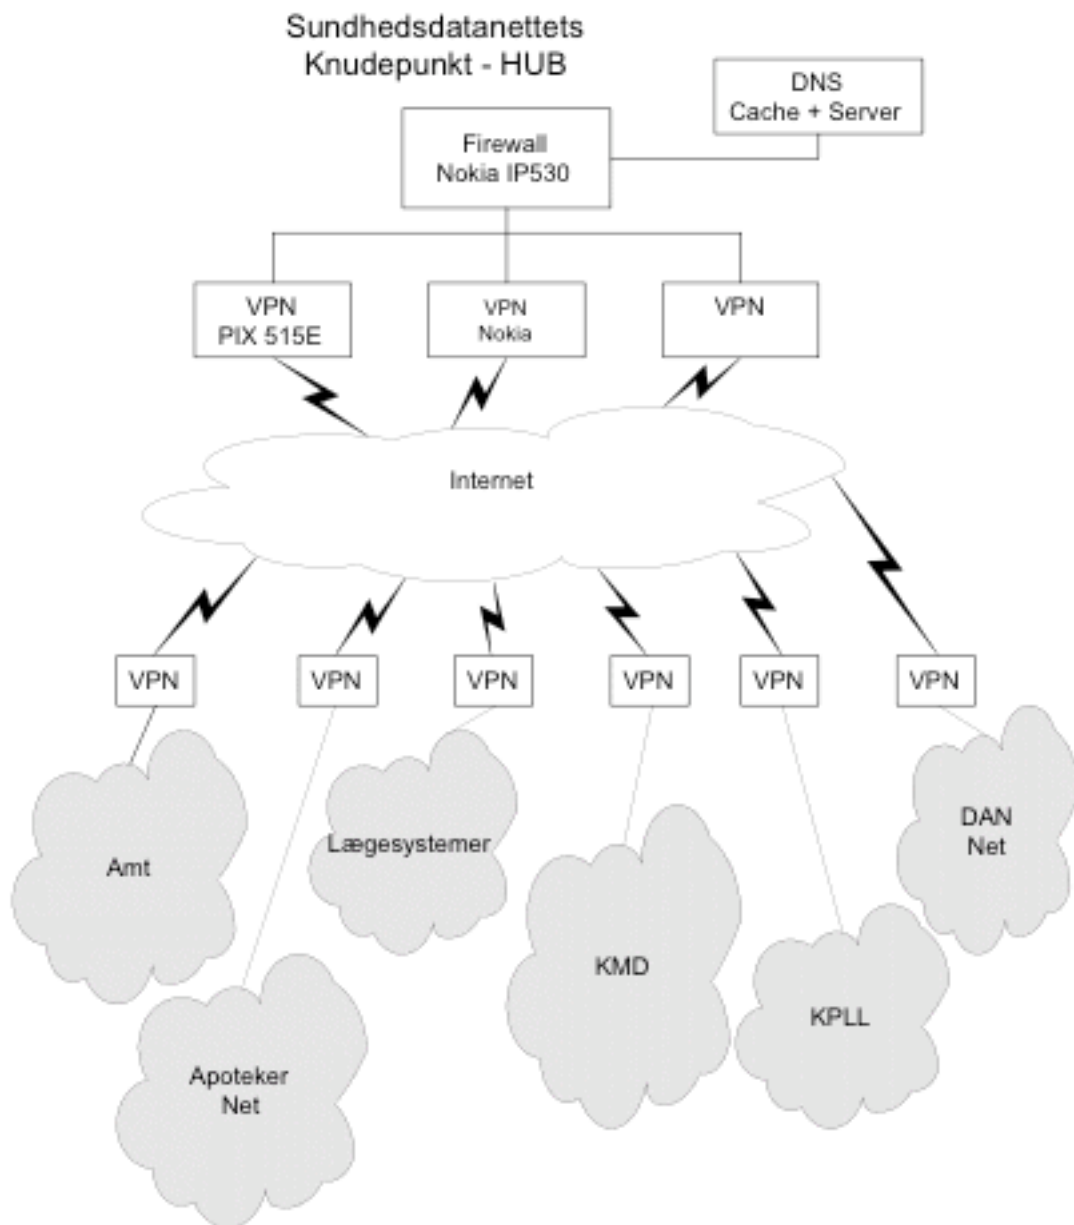 Sundhedsdatanettets
Knudepunkt - HUB
DNS
Cache + Server
Firewall
Nokia IP530
VPN
PIX 515E
VPN
Nokia
VPN
Internet
VPN
VPN
VPN
VPN
VPN
VPN
Amt
Apoteker
Net
Lægesystemer
KMD
KPLL
DAN
Net